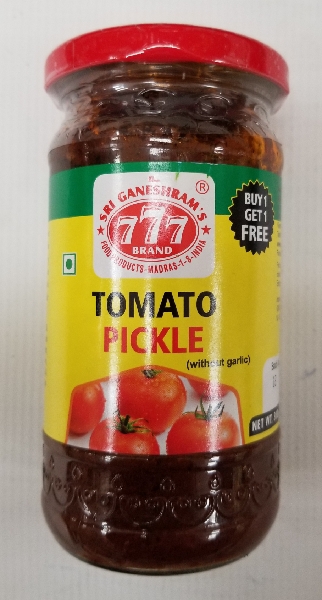 SRI GANESHRAM'S
®
777
BRAND
FOOD PRODUCTS-MADRAS-1-S-INDIA
BUY 1
GET 1
FREE
TOMATO
PICKLE
(without garlic)
NET WT